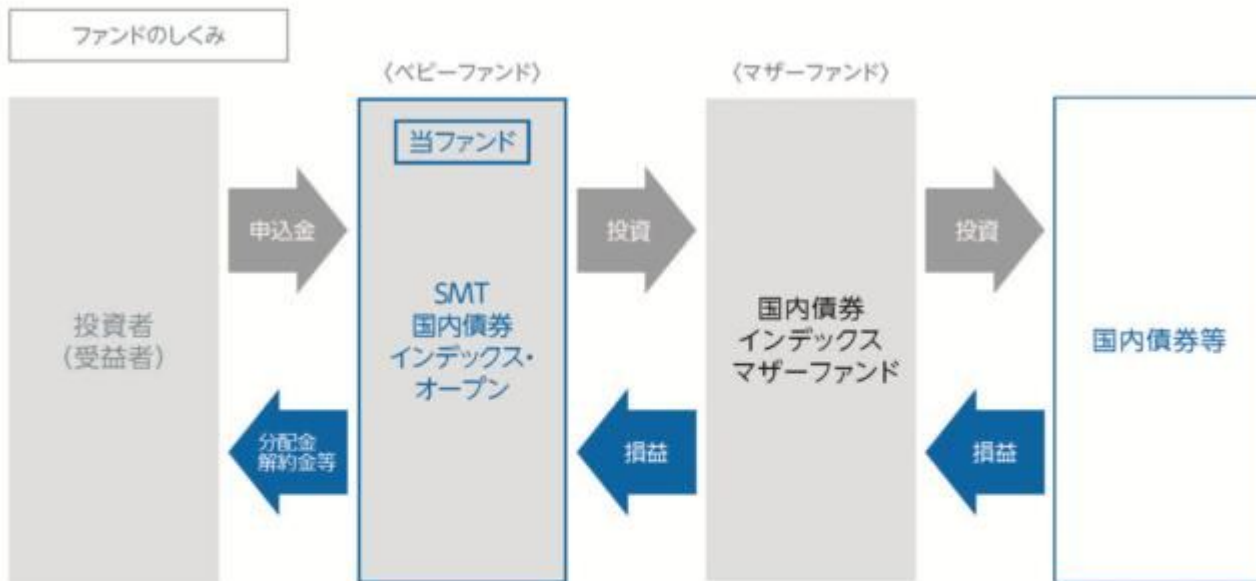 ファンドのしくみ
〈ベビーファンド〉
〈マザーファンド〉
投資者
(受益者)
申込金
分配金
解約金等
当ファンド
SMT
国内債券
インデックス・
オープン
投資
損益
国内債券
インデックス
マザーファンド
投資
損益
国内債券等